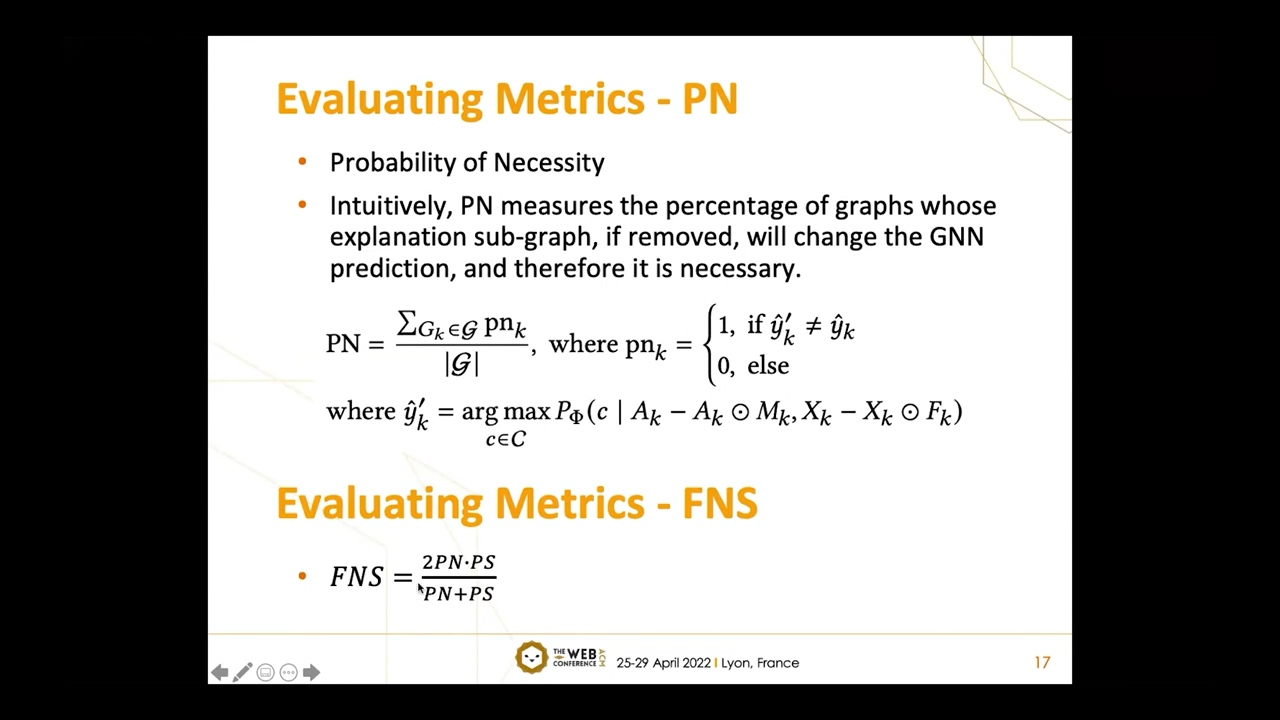 Evaluating Metrics - PN
• Probability of Necessity
• Intuitively, PN measures the percentage of graphs whose
explanation sub-graph, if removed, will change the GNN
prediction, and therefore it is necessary.
PN = ∑_{G_k∈𝒢} pn_k / |𝒢|, where pn_k = { 1, if ŷ′_k ≠ ŷ_k
0, else
where ŷ′_k = arg max_{c∈C} P_Φ(c | A_k − A_k ⊙ M_k, X_k − X_k ⊙ F_k)
Evaluating Metrics - FNS
• FNS = 2PN·PS / PN+PS
THE WEB CONFERENCE ACM
25-29 April 2022 | Lyon, France
17